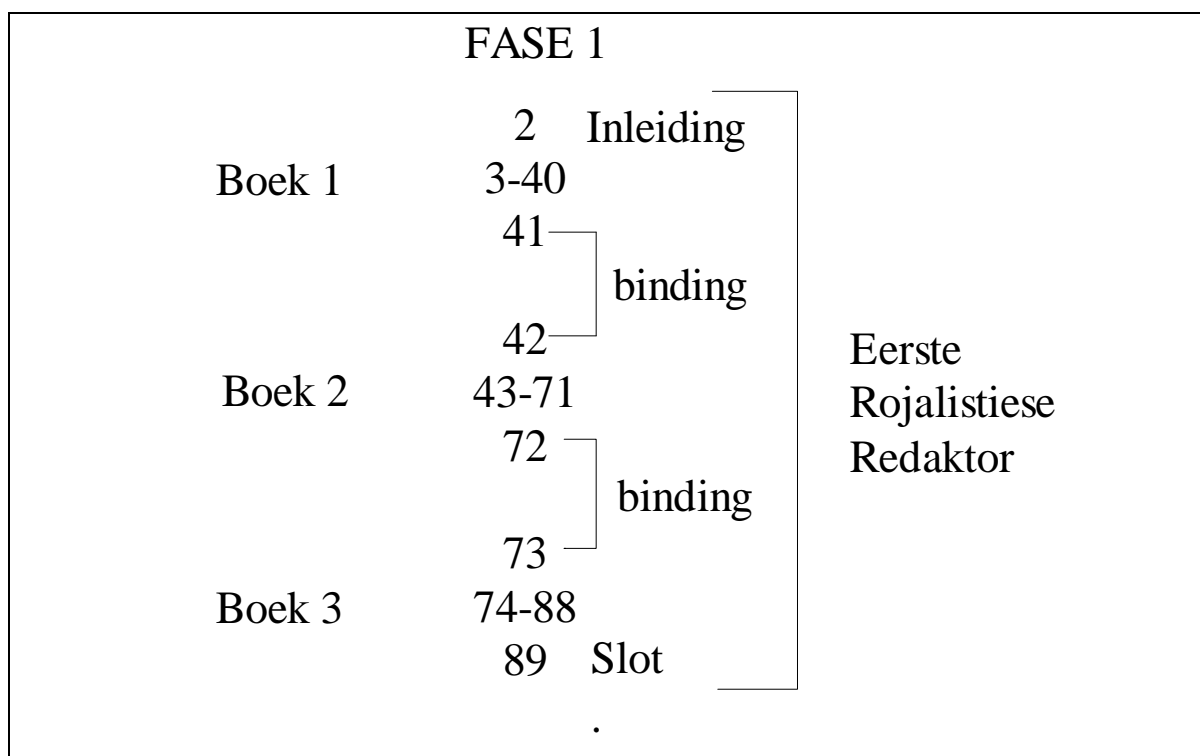 FASE 1
2 Inleiding
Boek 1 3-40
41
binding
42
Eerste
Boek 2 43-71
Rojalistiese
72
Redaktor
binding
73
Boek 3 74-88
89 Slot
.